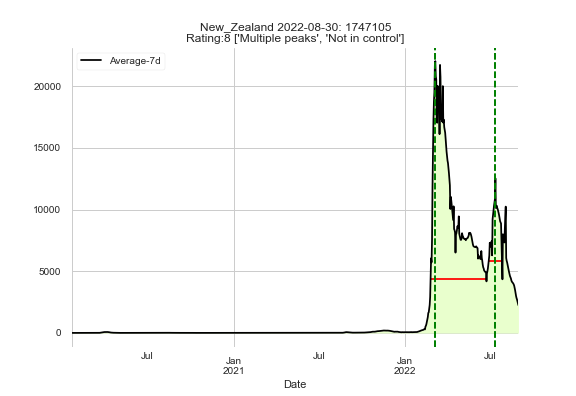 New_Zealand 2022-08-30: 1747105
Rating:8 ['Multiple peaks', 'Not in control']
Average-7d
20000
15000
10000
5000
0
Jul
Jan
2021
Jul
Jan
2022
Jul
Date